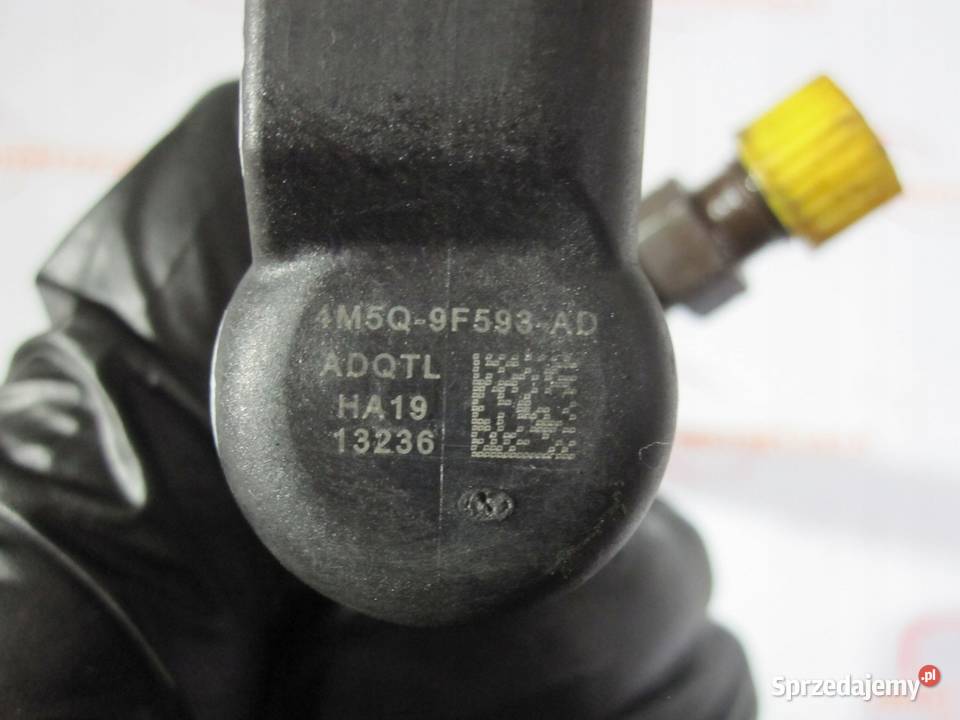 4M5Q-9F593-AD
ADQTL
HA19
13236
Sprzedajemy.pl